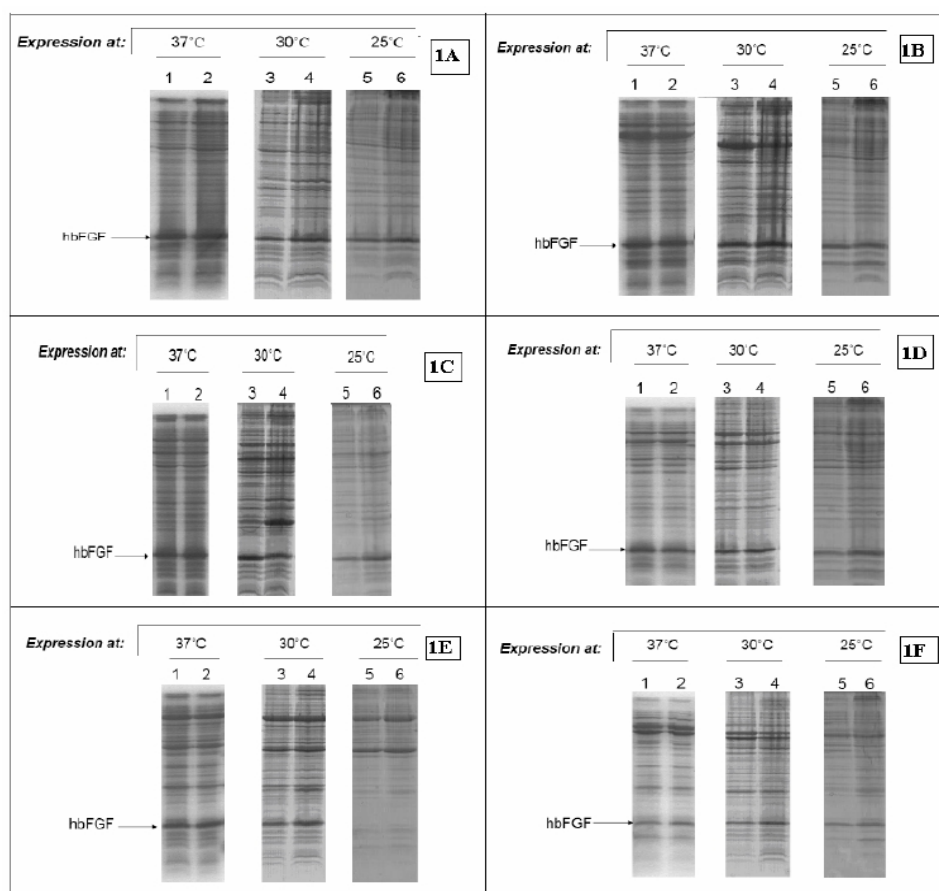 Expression at: 37°C 30°C 25°C 1A
1 2 3 4 5 6
hbFGF
Expression at: 37°C 30°C 25°C 1B
1 2 3 4 5 6
hbFGF
Expression at: 37°C 30°C 25°C 1C
1 2 3 4 5 6
hbFGF
Expression at: 37°C 30°C 25°C 1D
1 2 3 4 5 6
hbFGF
Expression at: 37°C 30°C 25°C 1E
1 2 3 4 5 6
hbFGF
Expression at: 37°C 30°C 25°C 1F
1 2 3 4 5 6
hbFGF